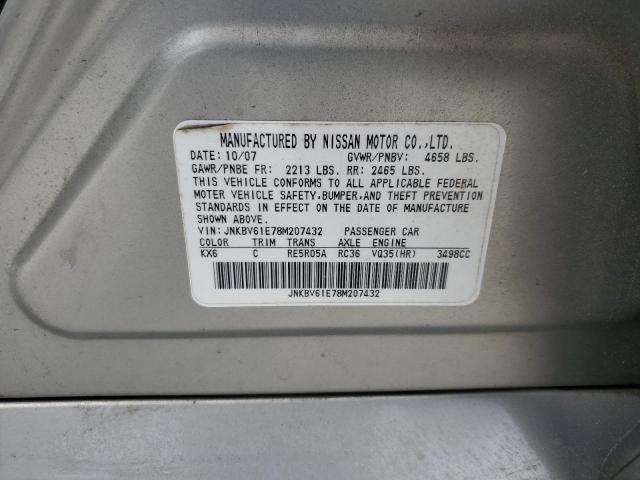 MANUFACTURED BY NISSAN MOTOR CO.,LTD.
DATE: 10/07 GVWR/PNBV: 4658 LBS.
GAWR/PNBE FR: 2213 LBS. RR: 2465 LBS.
THIS VEHICLE CONFORMS TO ALL APPLICABLE FEDERAL
MOTER VEHICLE SAFETY,BUMPER,AND THEFT PREVENTION
STANDARDS IN EFFECT ON THE DATE OF MANUFACTURE
SHOWN ABOVE.
VIN: JNKBV61E78M207432 PASSENGER CAR
COLOR TRIM TRANS AXLE ENGINE
KX6 C RE5R05A RC36 VQ35(HR) 3498CC
JNKBV61E78M207432